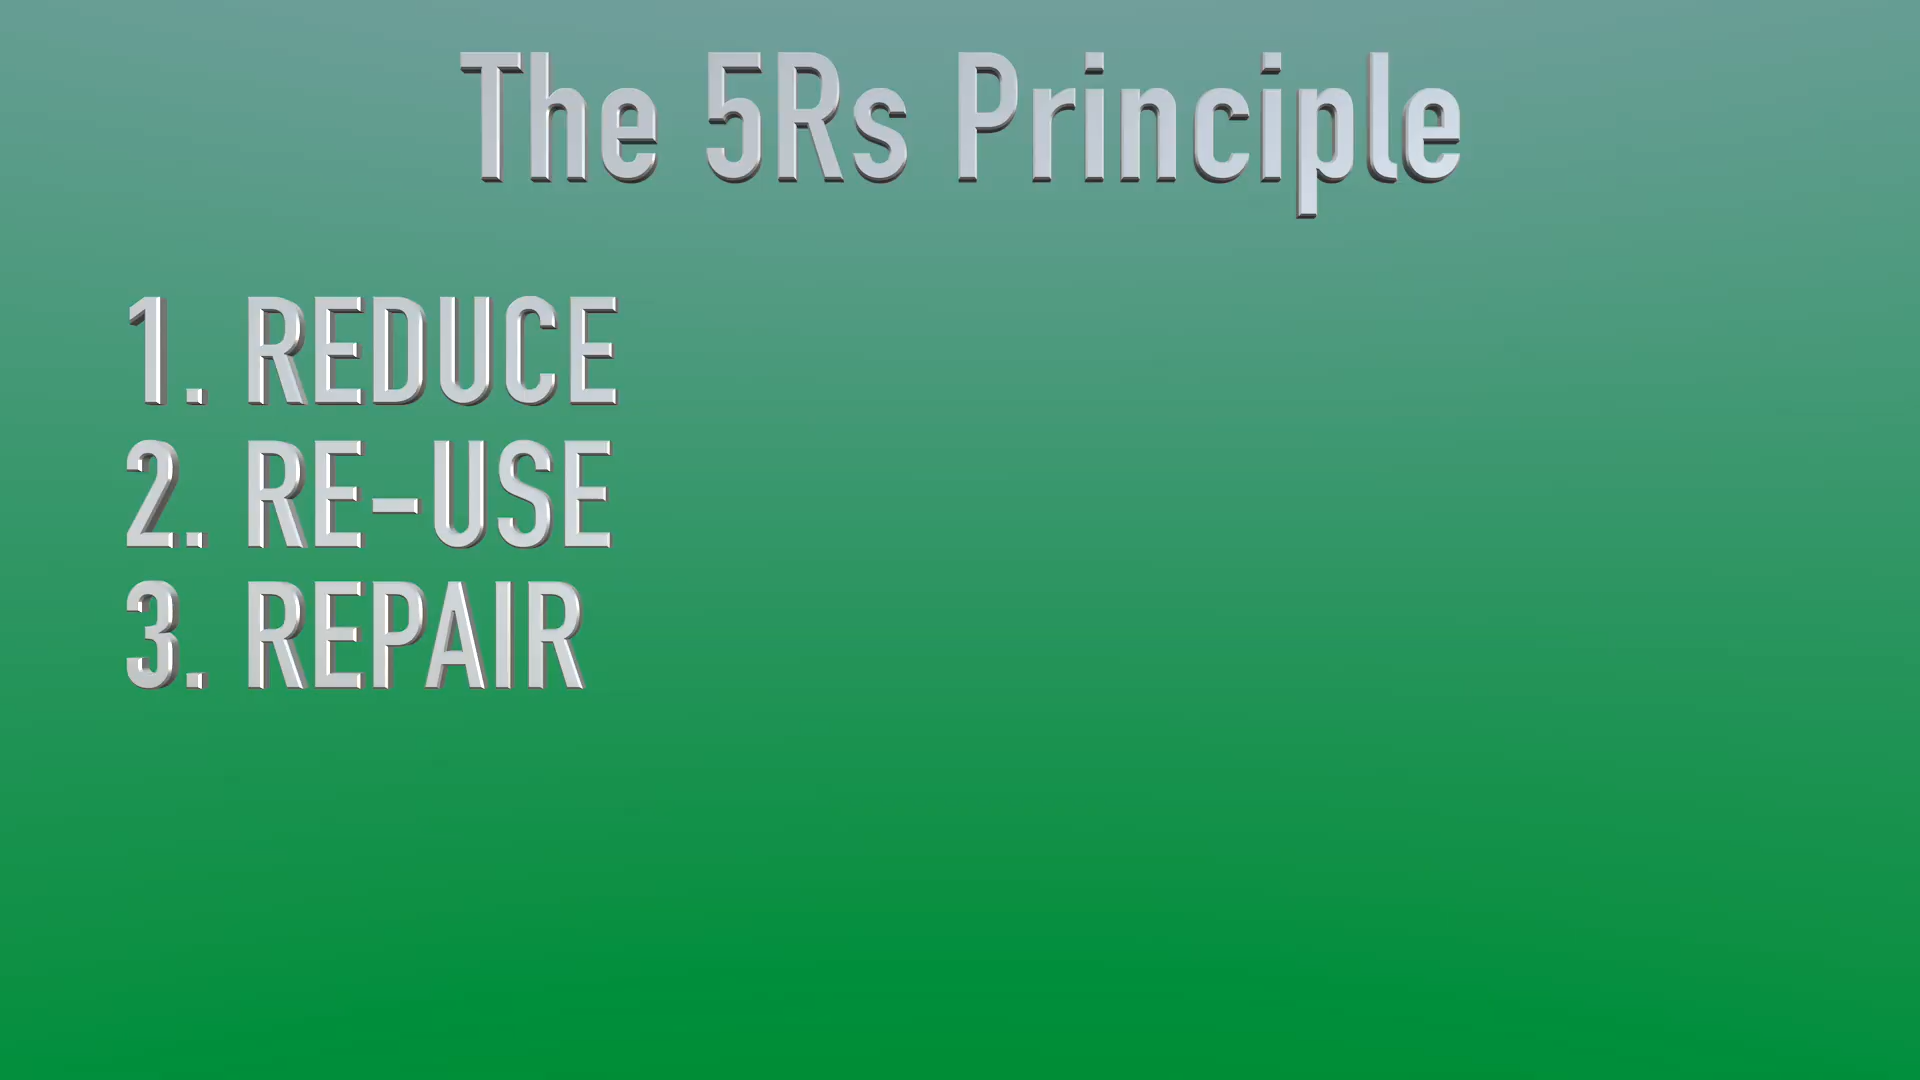 The 5Rs Principle
1. REDUCE
2. RE-USE
3. REPAIR